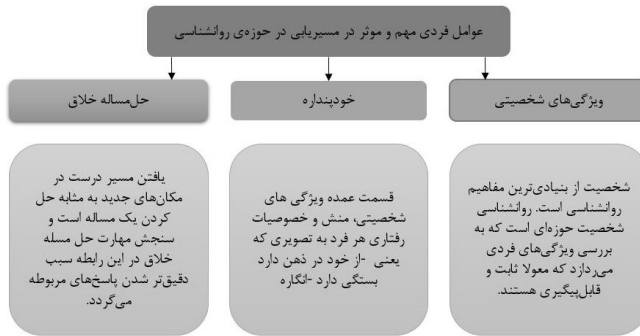 عوامل فردی مهم و موثر در مسیریابی در حوزه‌ی روانشناسی
ویژگی‌های شخصیتی
خودپنداره
حل‌مساله خلاق
شخصیت از بنیادی‌ترین مفاهیم
روانشناسی است. روانشناسی
شخصیت حوزه‌ای است که به
بررسی ویژگی‌های فردی
می‌ردازد که معولا ثابت و
قابل‌پیگیری هستند.
قسمت عمده ویژگی های
شخصیتی، منش و خصوصیات
رفتاری هر فرد به تصویری که
یعنی -از خود در ذهن دارد
بستگی دارد -انگاره
یافتن مسیر درست در
مکان‌های جدید به مثابه حل
کردن یک مساله است و
سنجش مهارت حل مسله
خلاق در این رابطه سبب
دقیق‌تر شدن پاسخ‌های مربوطه
می‌گردد.